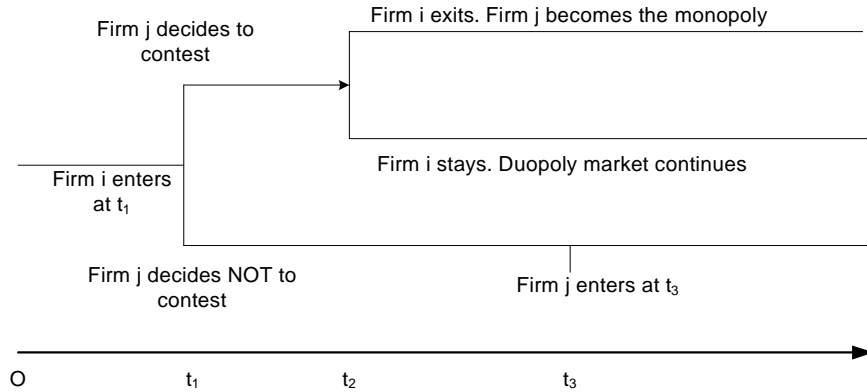 Firm j decides to
contest
Firm i exits. Firm j becomes the monopoly
Firm i stays. Duopoly market continues
Firm i enters
at t₁
Firm j decides NOT to
contest
Firm j enters at t₃
O
t₁
t₂
t₃